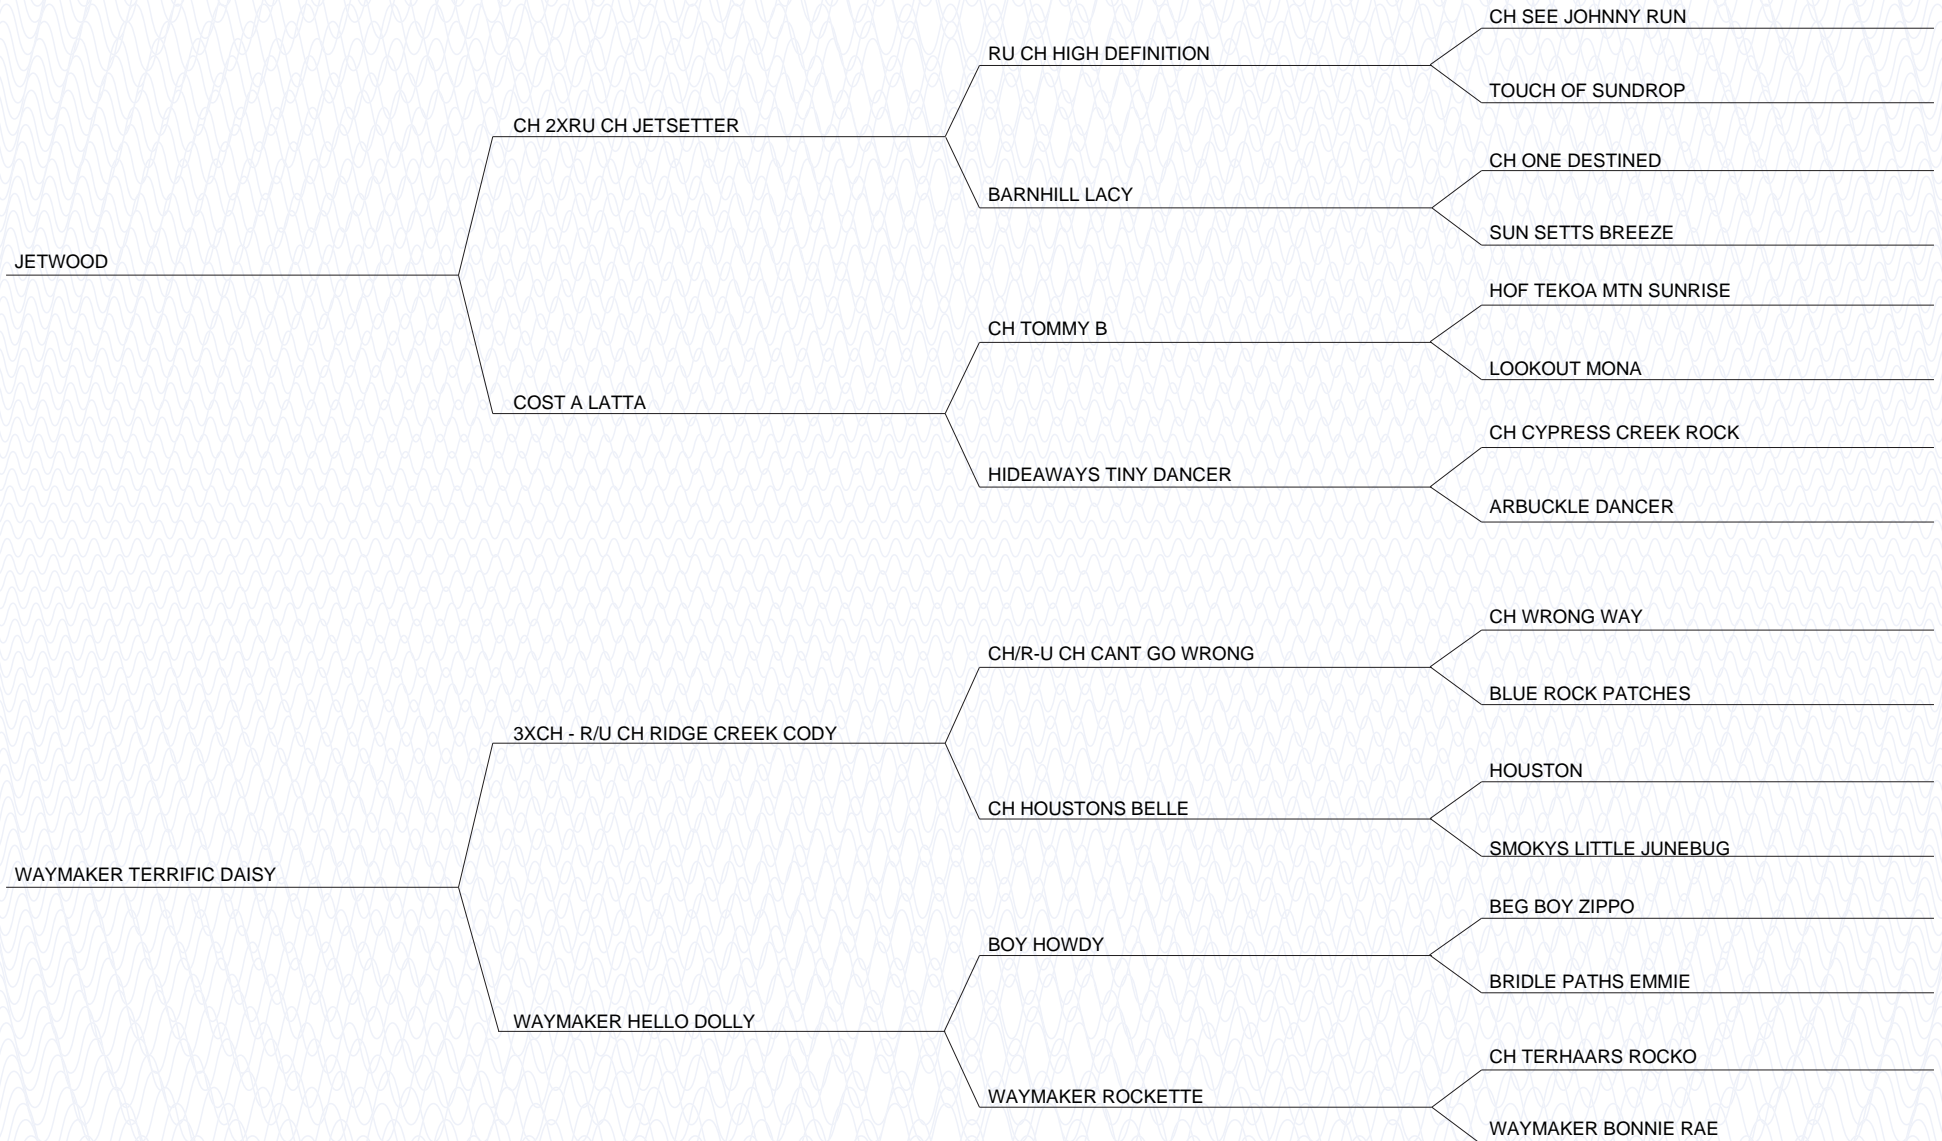 CH SEE JOHNNY RUN
RU CH HIGH DEFINITION
TOUCH OF SUNDROP
CH 2XRU CH JETSETTER
CH ONE DESTINED
BARNHILL LACY
SUN SETTS BREEZE
JETWOOD
HOF TEKOA MTN SUNRISE
CH TOMMY B
LOOKOUT MONA
COST A LATTA
CH CYPRESS CREEK ROCK
HIDEAWAYS TINY DANCER
ARBUCKLE DANCER
CH WRONG WAY
CH/R-U CH CANT GO WRONG
BLUE ROCK PATCHES
3XCH - R/U CH RIDGE CREEK CODY
HOUSTON
CH HOUSTONS BELLE
SMOKYS LITTLE JUNEBUG
WAYMAKER TERRIFIC DAISY
BEG BOY ZIPPO
BOY HOWDY
BRIDLE PATHS EMMIE
WAYMAKER HELLO DOLLY
CH TERHAARS ROCKO
WAYMAKER ROCKETTE
WAYMAKER BONNIE RAE